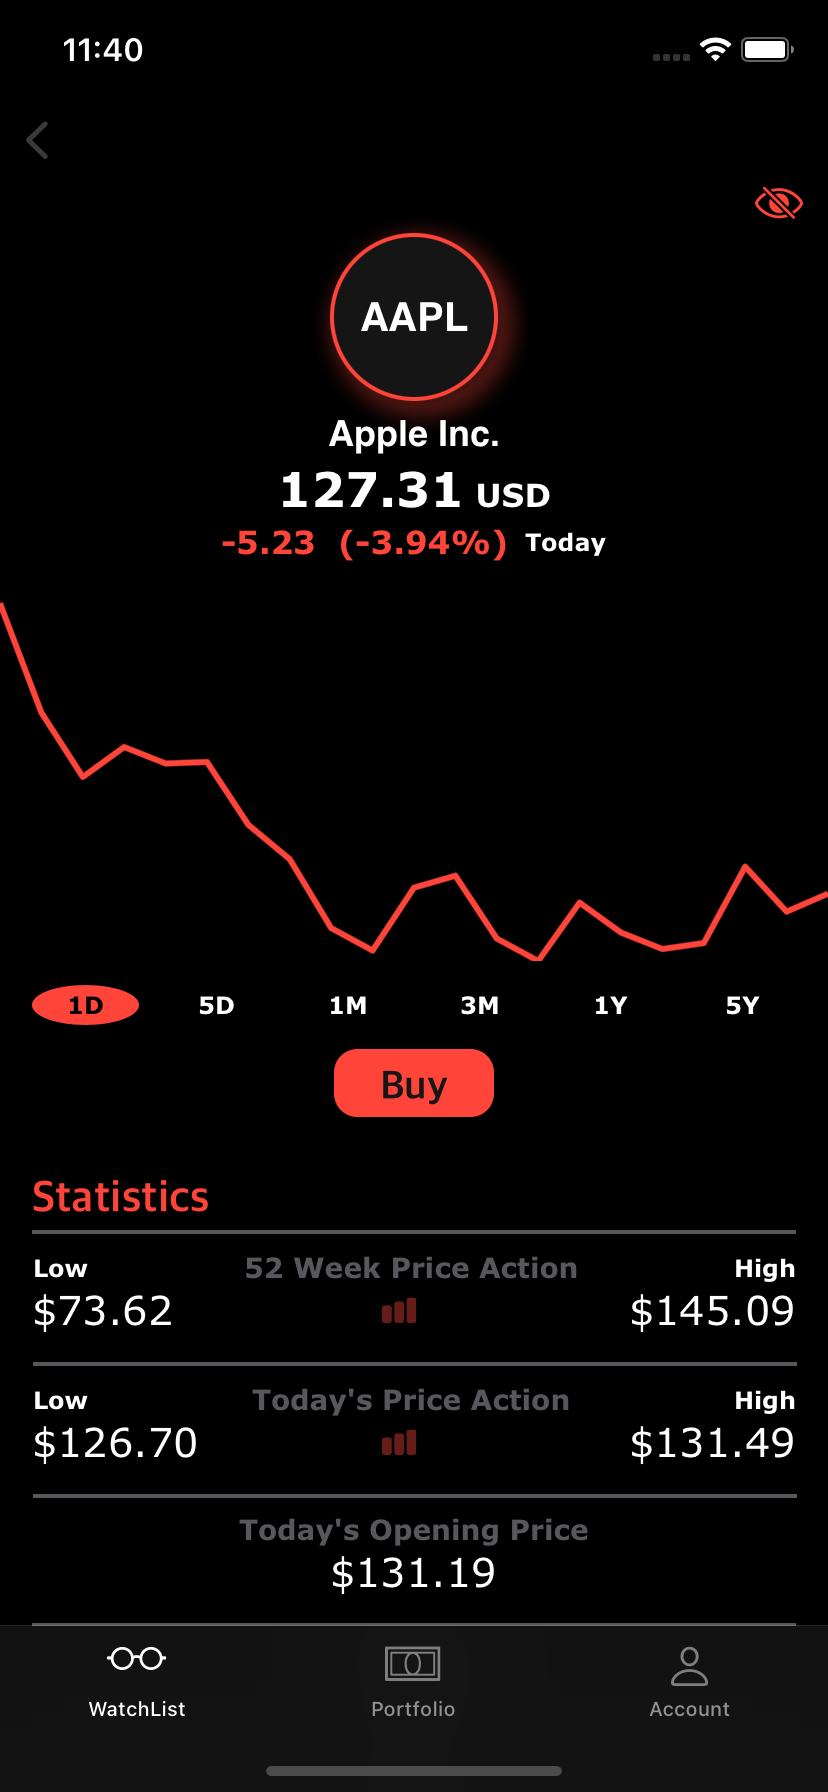 11:40
AAPL
Apple Inc.
127.31 USD
-5.23 (-3.94%) Today
1D 5D 1M 3M 1Y 5Y
Buy
Statistics
Low 52 Week Price Action High
$73.62 $145.09
Low Today's Price Action High
$126.70 $131.49
Today's Opening Price
$131.19
WatchList Portfolio Account